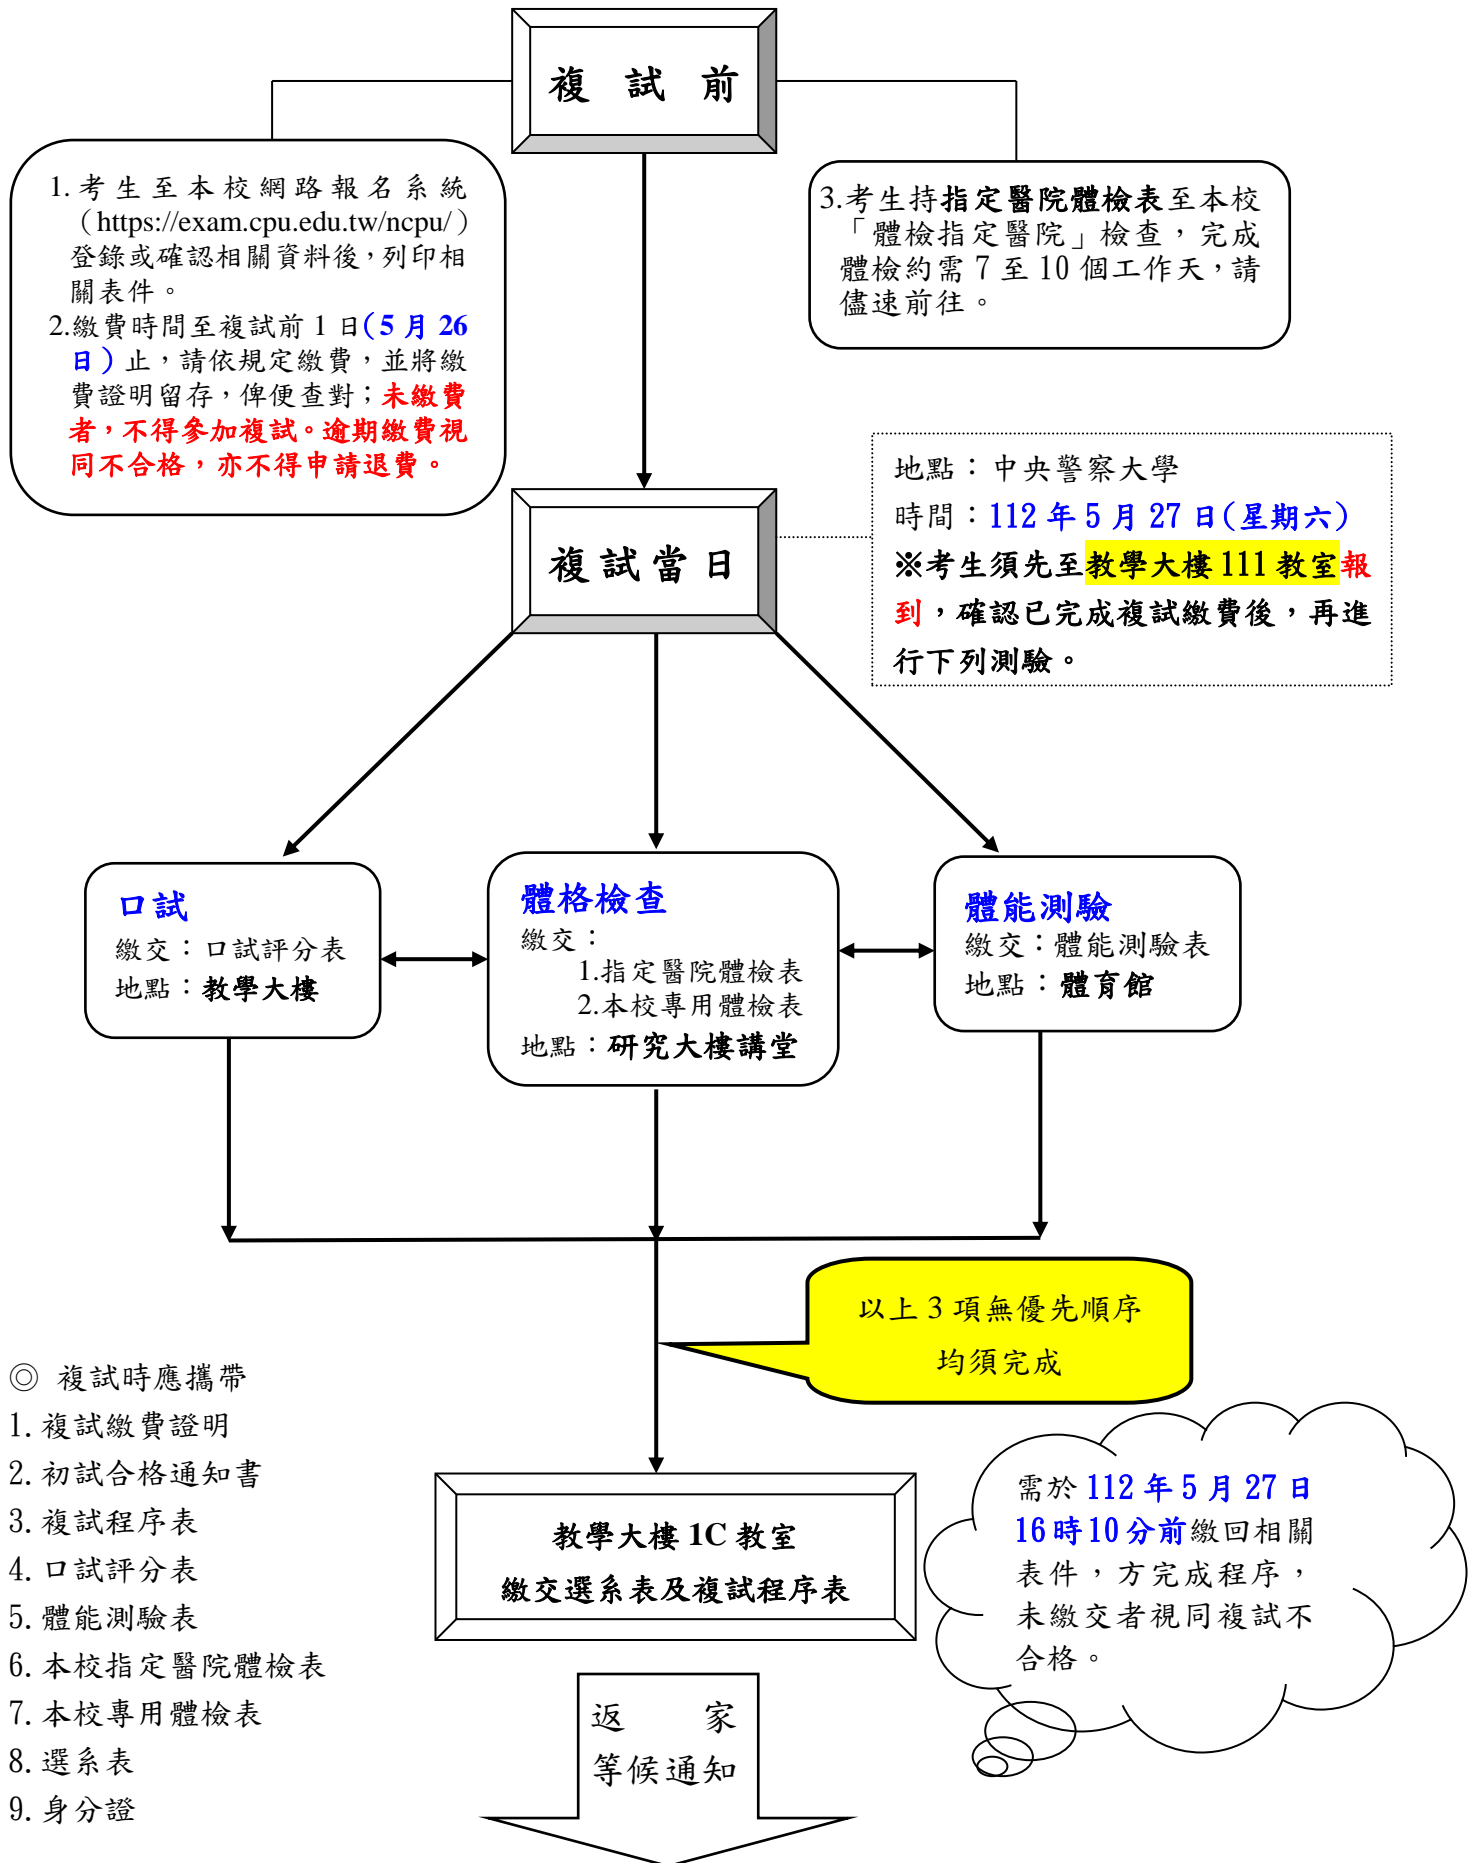 複 試 前
1.考生至本校網路報名系統
（https://exam.cpu.edu.tw/ncpu/）
登錄或確認相關資料後，列印相
關表件。
2.繳費時間至複試前 1 日(5 月 26
日)止，請依規定繳費，並將繳
費證明留存，俾便查對；未繳費
者，不得參加複試。逾期繳費視
同不合格，亦不得申請退費。
3.考生持指定醫院體檢表至本校
「體檢指定醫院」檢查，完成
體檢約需 7 至 10 個工作天，請
儘速前往。
複試當日
地點：中央警察大學
時間：112 年 5 月 27 日(星期六)
※考生須先至教學大樓 111 教室報
到，確認已完成複試繳費後，再進
行下列測驗。
口試
繳交：口試評分表
地點：教學大樓
體格檢查
繳交：
1.指定醫院體檢表
2.本校專用體檢表
地點：研究大樓講堂
體能測驗
繳交：體能測驗表
地點：體育館
以上 3 項無優先順序
均須完成
◎ 複試時應攜帶
1.複試繳費證明
2.初試合格通知書
3.複試程序表
4.口試評分表
5.體能測驗表
6.本校指定醫院體檢表
7.本校專用體檢表
8.選系表
9.身分證
教學大樓 1C 教室
繳交選系表及複試程序表
需於 112 年 5 月 27 日
16 時 10 分前繳回相關
表件，方完成程序，
未繳交者視同複試不
合格。
返 家
等候通知